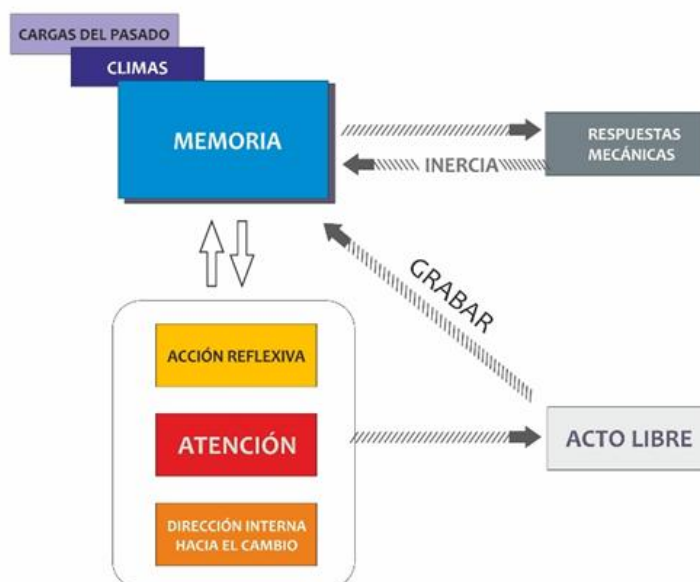 CARGAS DEL PASADO
CLIMAS
MEMORIA
RESPUESTAS
MECÁNICAS
INERCIA
GRABAR
ACCIÓN REFLEXIVA
ATENCIÓN
ACTO LIBRE
DIRECCIÓN INTERNA
HACIA EL CAMBIO